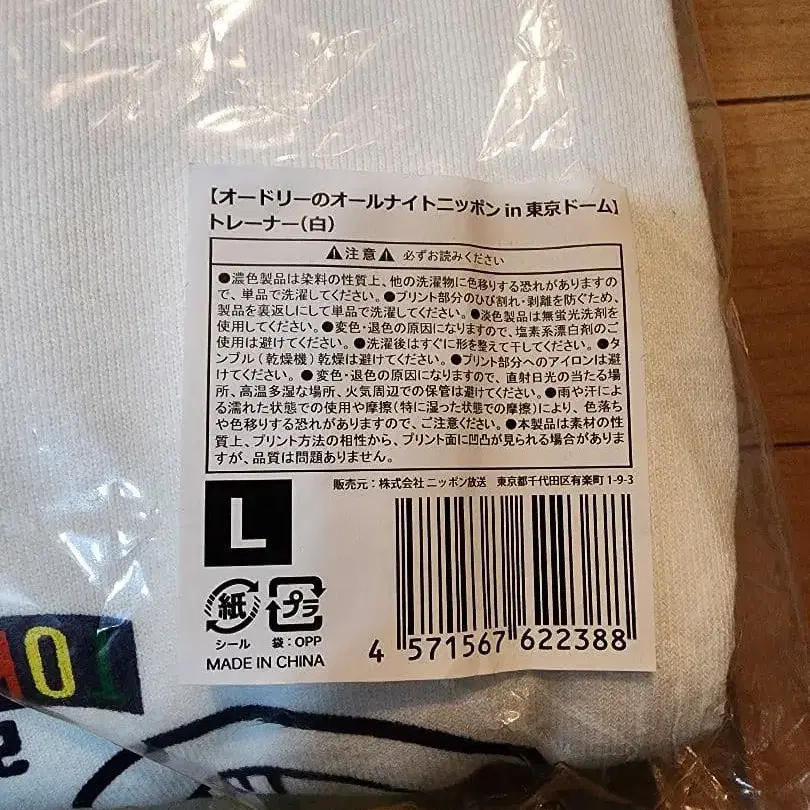 【オードリーのオールナイトニッポン in 東京ドーム】
トレーナー(白)
⚠注意⚠ 必ずお読みください
●濃色製品は染料の性質上、他の洗濯物に色移りする恐れがありますの
で、単品で洗濯してください。●プリント部分のひび割れ・剥離を防ぐため、
製品を裏返しにして単品で洗濯してください。●淡色製品は無蛍光洗剤を
使用してください。●変色・退色の原因になりますので、塩素系漂白剤のご
使用は避けてください。●洗濯後はすぐに形を整えて干してください。●タ
ンブル(乾燥機)乾燥は避けてください。●プリント部分へのアイロンは避
けてください。●変色・退色の原因になりますので、直射日光の当たる場
所、高温多湿な場所、火気周辺での保管は避けてください。●雨や汗によ
る濡れた状態での使用や摩擦(特に湿った状態での摩擦)により、色落ち
や色移りする恐れがありますので、ご注意ください。●本製品は素材の性
質上、プリント方法の相性から、プリント面に凹凸が見られる場合がありま
すが、品質は問題ありません。
販売元:株式会社 ニッポン放送 東京都千代田区有楽町 1-9-3
L
紙 プラ
シール 袋:OPP
MADE IN CHINA
4 571567 622388